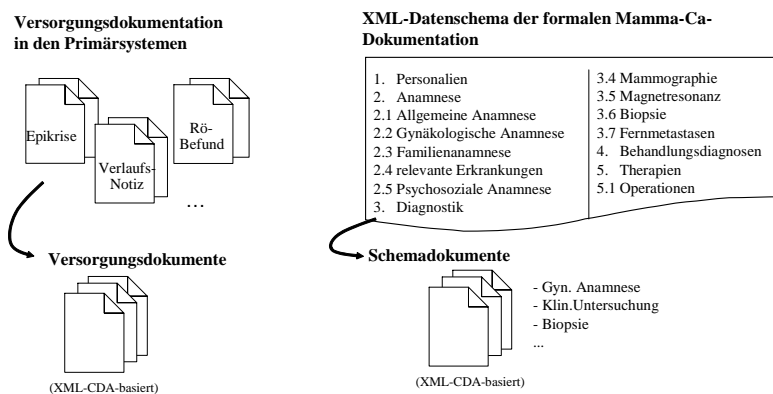 Versorgungsdokumentation
in den Primärsystemen
Epikrise
Verlaufs-
Notiz
Rö-
Befund
…
Versorgungsdokumente
(XML-CDA-basiert)
XML-Datenschema der formalen Mamma-Ca-
Dokumentation
1. Personalien
2. Anamnese
2.1 Allgemeine Anamnese
2.2 Gynäkologische Anamnese
2.3 Familienanamnese
2.4 relevante Erkrankungen
2.5 Psychosoziale Anamnese
3. Diagnostik
3.4 Mammographie
3.5 Magnetresonanz
3.6 Biopsie
3.7 Fernmetastasen
4. Behandlungsdiagnosen
5. Therapien
5.1 Operationen
Schemadokumente
- Gyn. Anamnese
- Klin.Untersuchung
- Biopsie
...
(XML-CDA-basiert)